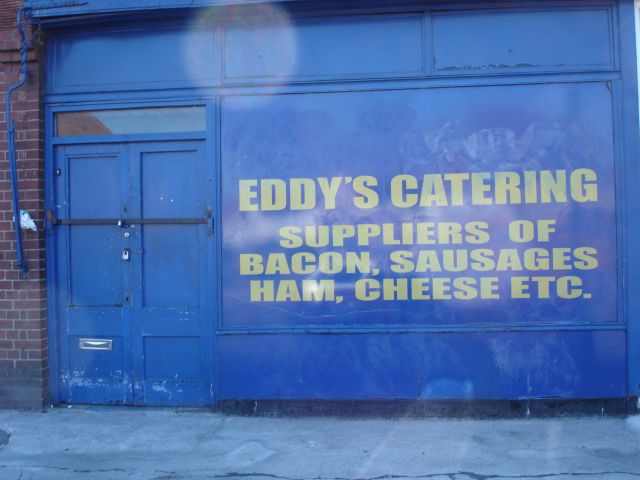 EDDY'S CATERING
SUPPLIERS OF
BACON, SAUSAGES
HAM, CHEESE ETC.